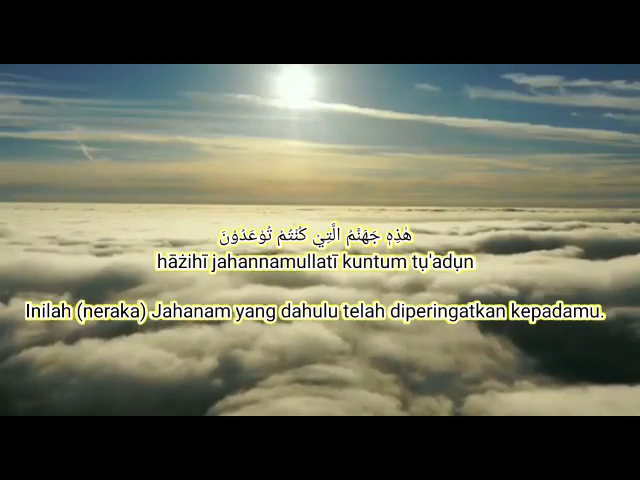 هٰذِهٖ جَهَنَّمُ الَّتِيْ كُنْتُمْ تُوْعَدُوْنَ
hāżihī jahannamullatī kuntum tụ'adụn
Inilah (neraka) Jahanam yang dahulu telah diperingatkan kepadamu.